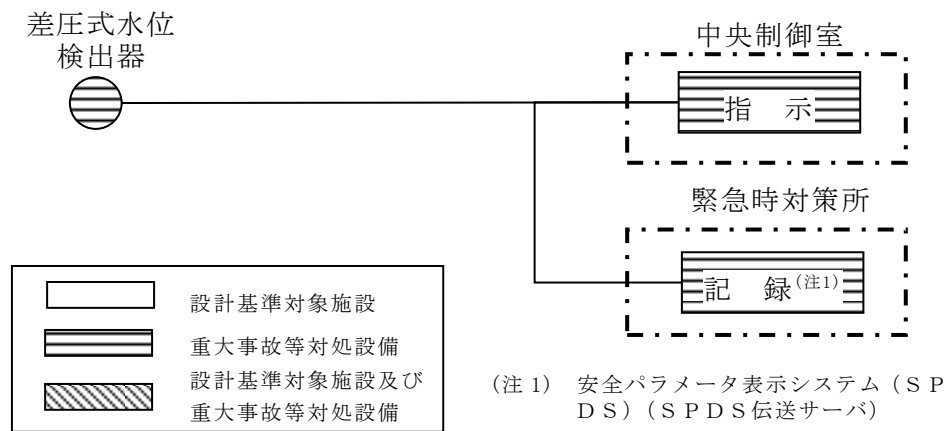 差圧式水位
検出器
中央制御室
指　示
緊急時対策所
記　録(注1)
設計基準対象施設
重大事故等対処設備
設計基準対象施設及び
重大事故等対処設備
(注 1)　安全パラメータ表示システム（ＳＰ
ＤＳ）（ＳＰＤＳ伝送サーバ）